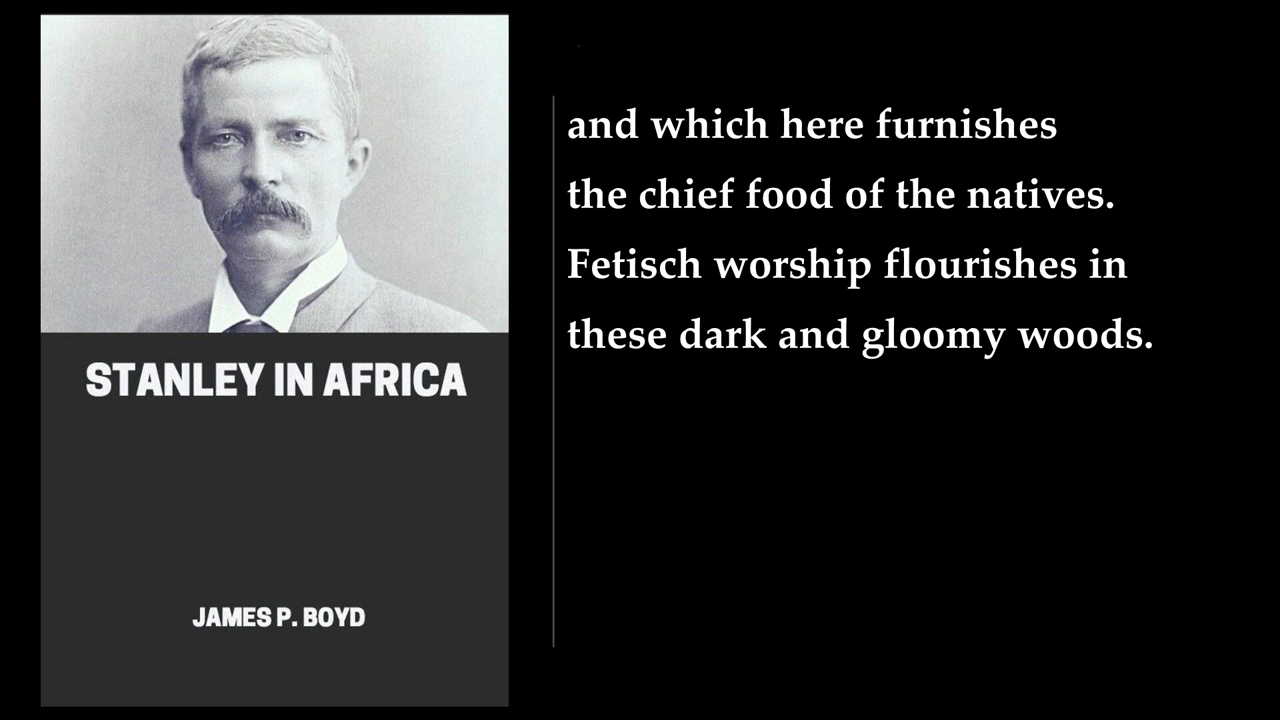 STANLEY IN AFRICA
JAMES P. BOYD
and which here furnishes
the chief food of the natives.
Fetisch worship flourishes in
these dark and gloomy woods.